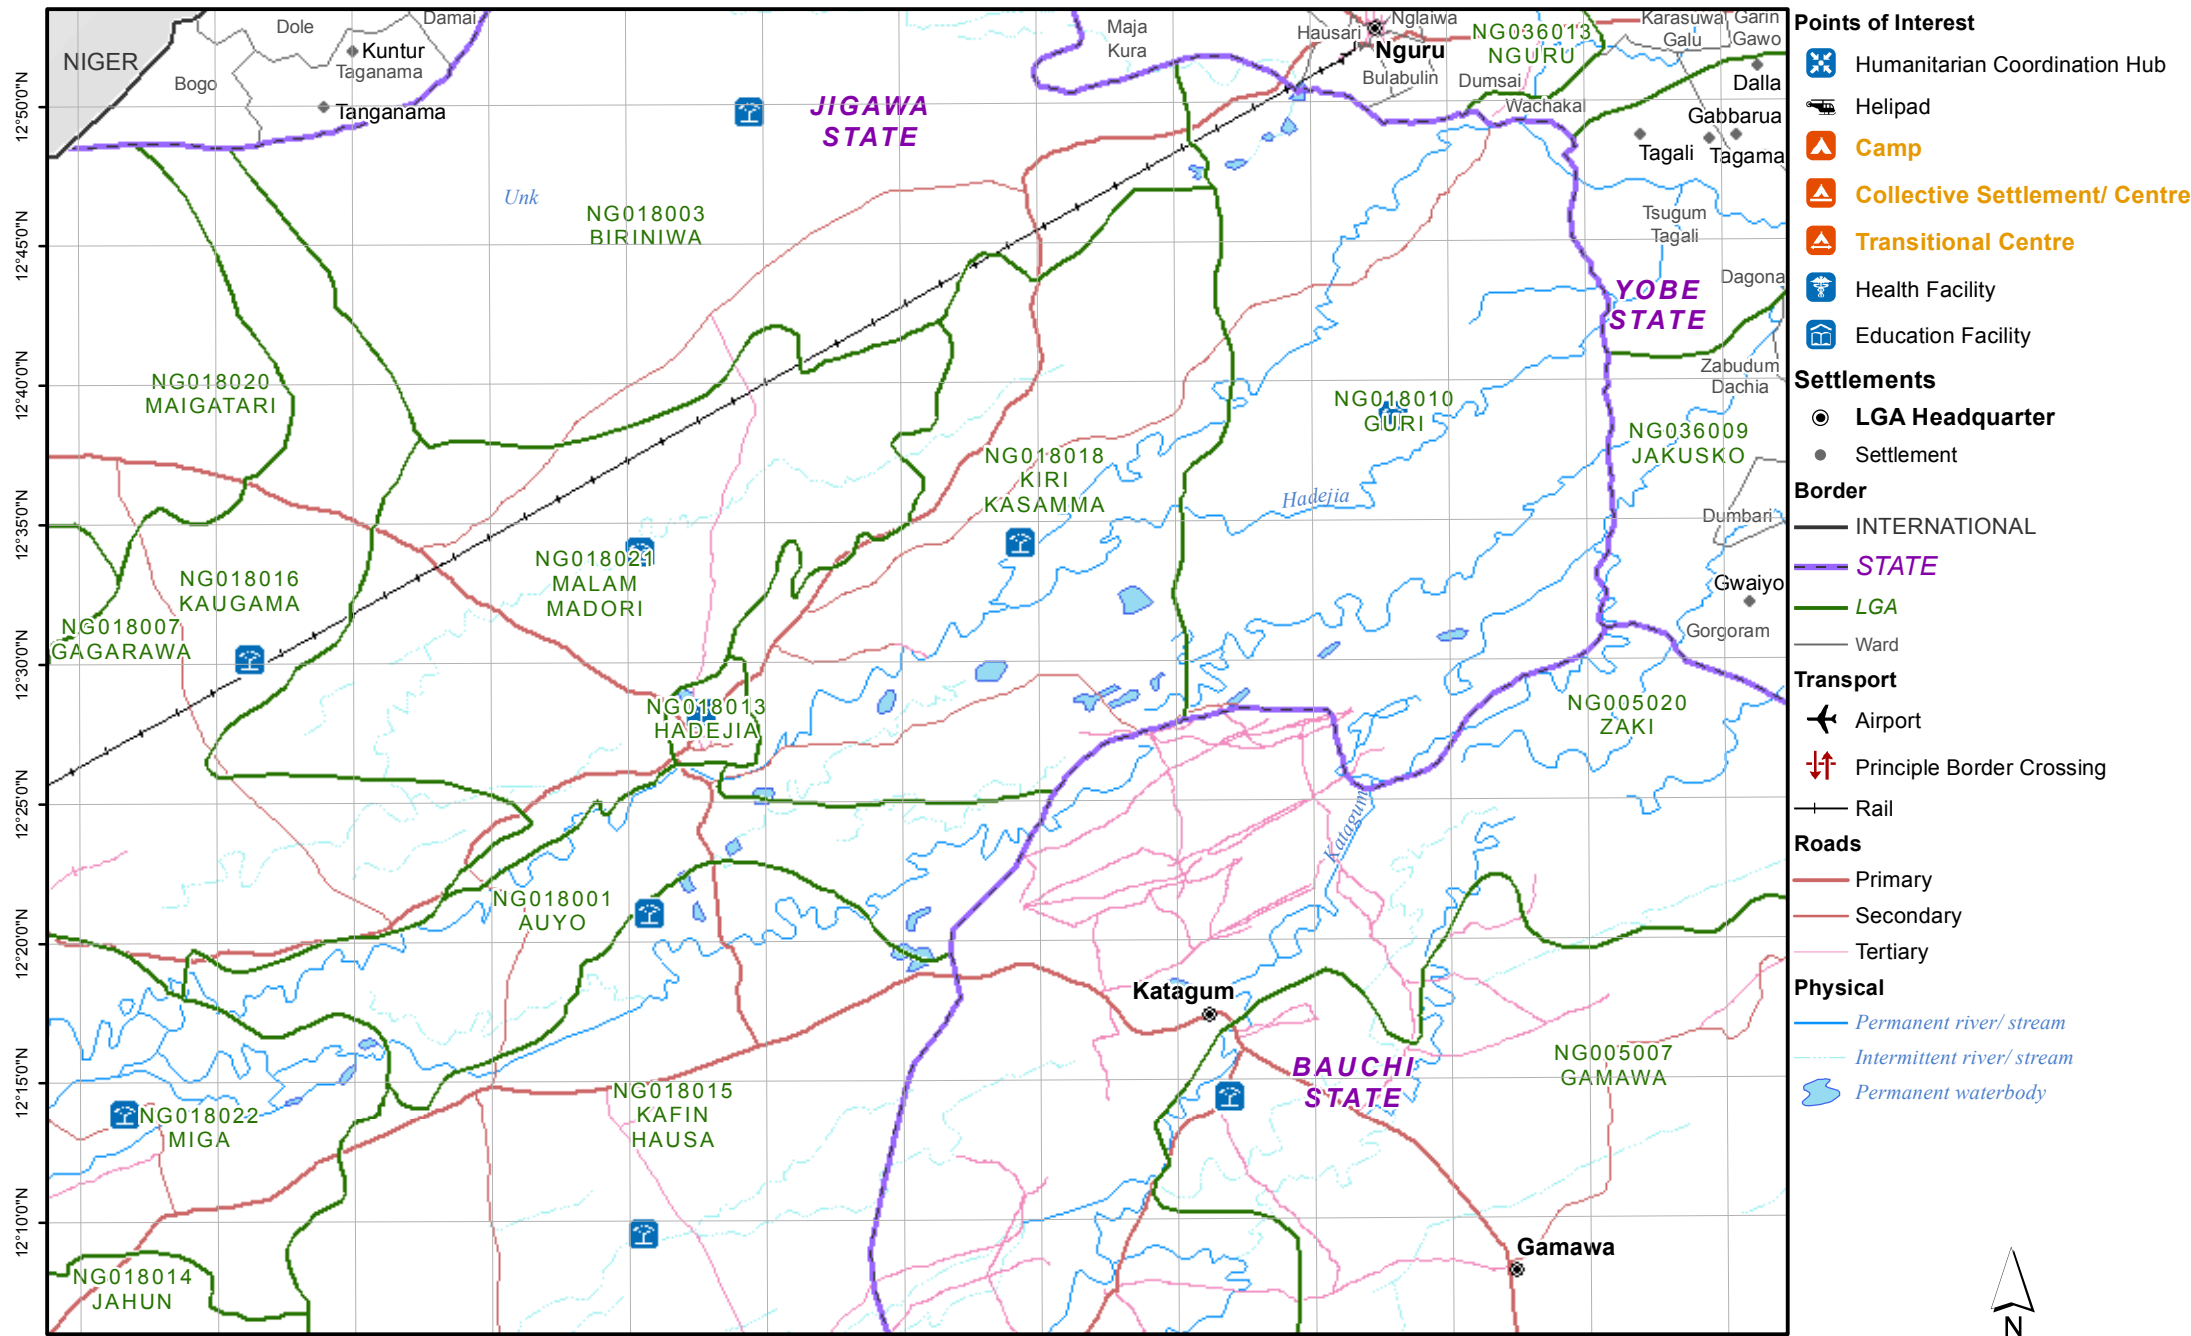 Dole
Damai
Kuntur
Taganama
NIGER
Bogo
Tanganama
JIGAWA
STATE
Maja
Kura
Hausari
Nglaiwa
Nguru
Bulabulin
NG036013
NGURU
Dumsai
Wachakal
Karasuwa
Galu
Garin
Gawo
Dalla
Gabbarua
Tagali
Tagama
Unk
NG018003
BIRINIWA
Tsugum
Tagali
YOBE
STATE
Dagona
Zabudum
Dachia
NG018020
MAIGATARI
NG018010
GURI
NG036009
JAKUSKO
NG018018
KIRI
KASAMMA
Hadejia
Dumbari
NG018021
MALAM
MADORI
NG018016
KAUGAMA
NG018007
GAGARAWA
Gwaiyo
Gorgoram
NG018013
HADEJIA
NG005020
ZAKI
Katagum
NG018001
AUYO
Katagum
BAUCHI
STATE
NG005007
GAMAWA
NG018015
KAFIN
HAUSA
NG018022
MIGA
Gamawa
NG018014
JAHUN
12°50'0"N
12°45'0"N
12°40'0"N
12°35'0"N
12°30'0"N
12°25'0"N
12°20'0"N
12°15'0"N
12°10'0"N
Points of Interest
Humanitarian Coordination Hub
Helipad
Camp
Collective Settlement/ Centre
Transitional Centre
Health Facility
Education Facility
Settlements
LGA Headquarter
Settlement
Border
INTERNATIONAL
STATE
LGA
Ward
Transport
Airport
Principle Border Crossing
Rail
Roads
Primary
Secondary
Tertiary
Physical
Permanent river/ stream
Intermittent river/ stream
Permanent waterbody
N